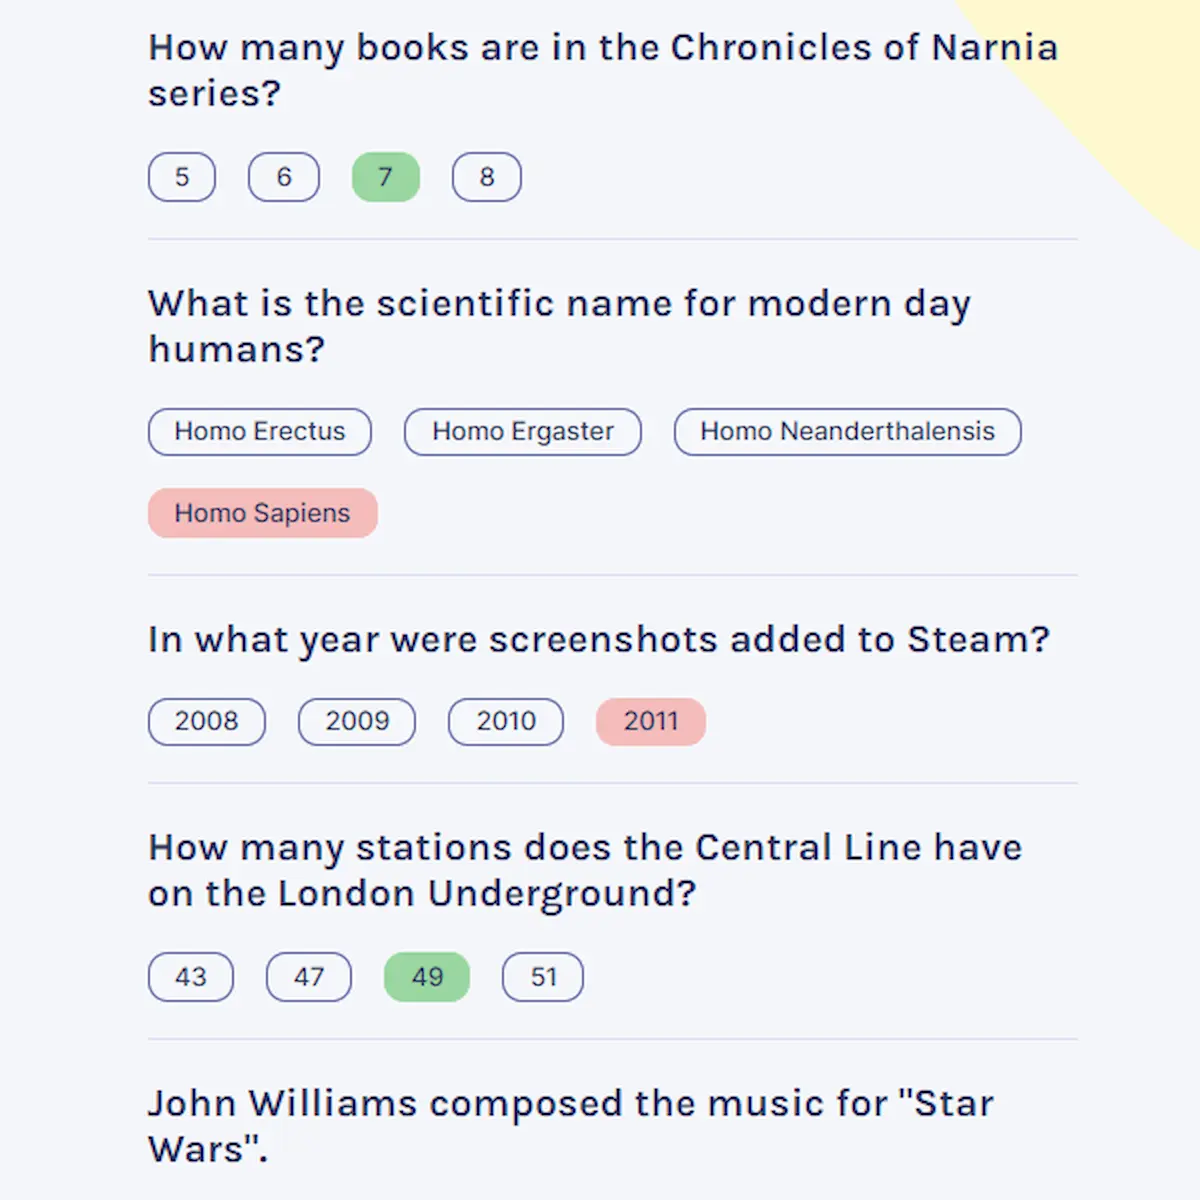 How many books are in the Chronicles of Narnia
series?
5 6 7 8
What is the scientific name for modern day
humans?
Homo Erectus Homo Ergaster Homo Neanderthalensis
Homo Sapiens
In what year were screenshots added to Steam?
2008 2009 2010 2011
How many stations does the Central Line have
on the London Underground?
43 47 49 51
John Williams composed the music for "Star
Wars".